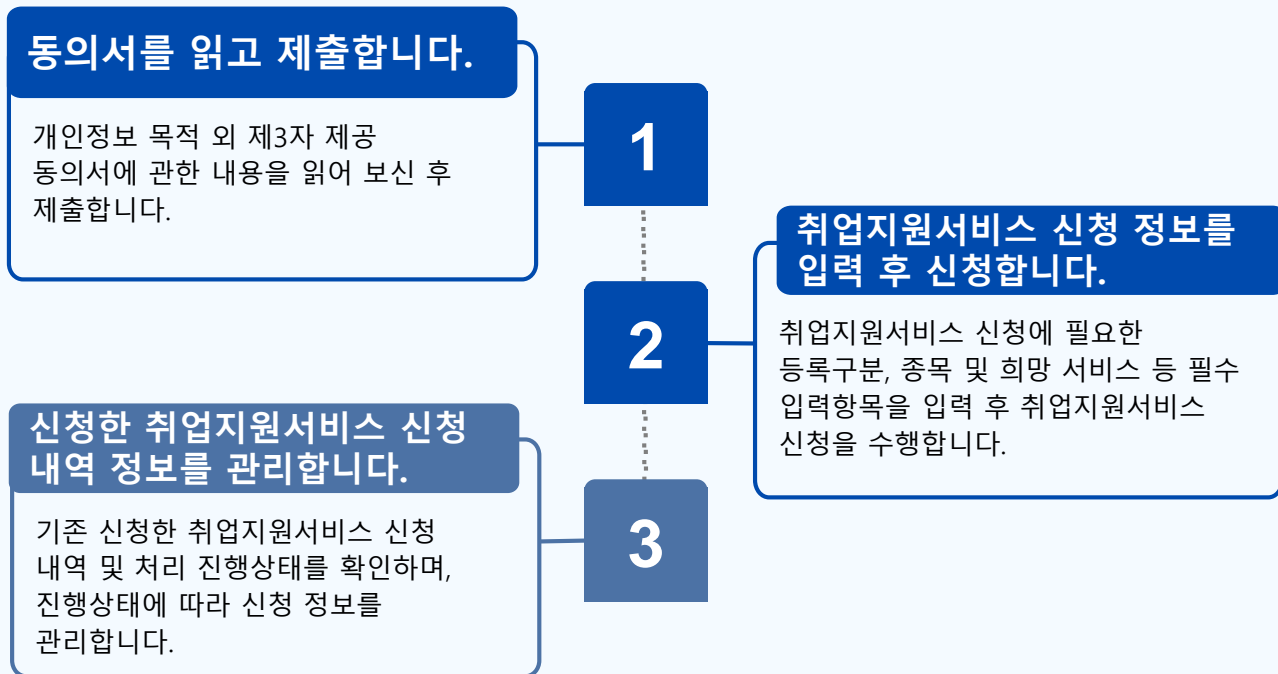 동의서를 읽고 제출합니다.
개인정보 목적 외 제3자 제공
동의서에 관한 내용을 읽어 보신 후
제출합니다.
1
취업지원서비스 신청 정보를
입력 후 신청합니다.
취업지원서비스 신청에 필요한
등록구분, 종목 및 희망 서비스 등 필수
입력항목을 입력 후 취업지원서비스
신청을 수행합니다.
2
신청한 취업지원서비스 신청
내역 정보를 관리합니다.
기존 신청한 취업지원서비스 신청
내역 및 처리 진행상태를 확인하며,
진행상태에 따라 신청 정보를
관리합니다.
3